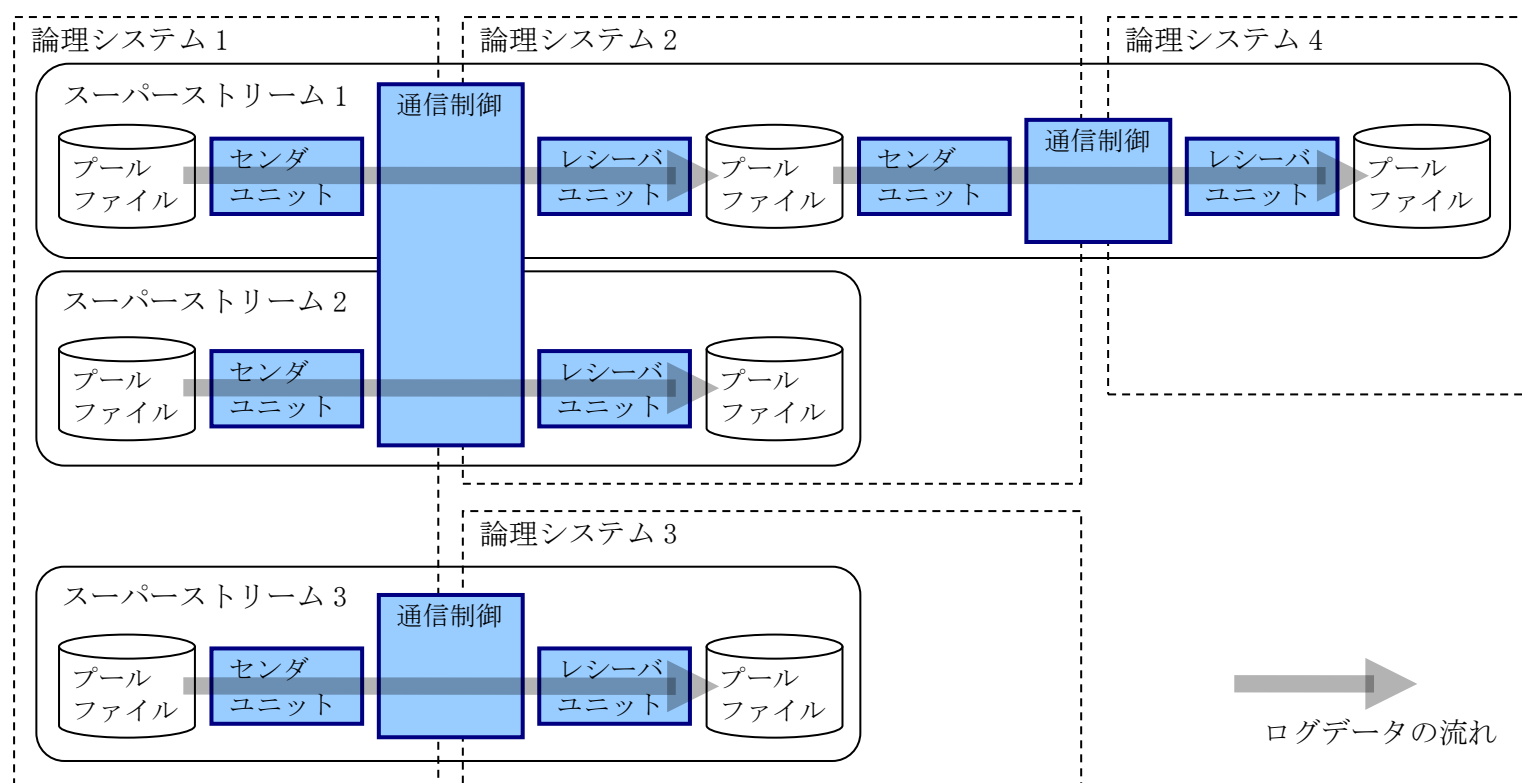 論理システム 1
論理システム 2
論理システム 4
スーパーストリーム 1
通信制御
通信制御
プール
ファイル
センダ
ユニット
レシーバ
ユニット
プール
ファイル
センダ
ユニット
レシーバ
ユニット
プール
ファイル
スーパーストリーム 2
プール
ファイル
センダ
ユニット
レシーバ
ユニット
プール
ファイル
論理システム 3
スーパーストリーム 3
通信制御
プール
ファイル
センダ
ユニット
レシーバ
ユニット
プール
ファイル
ログデータの流れ